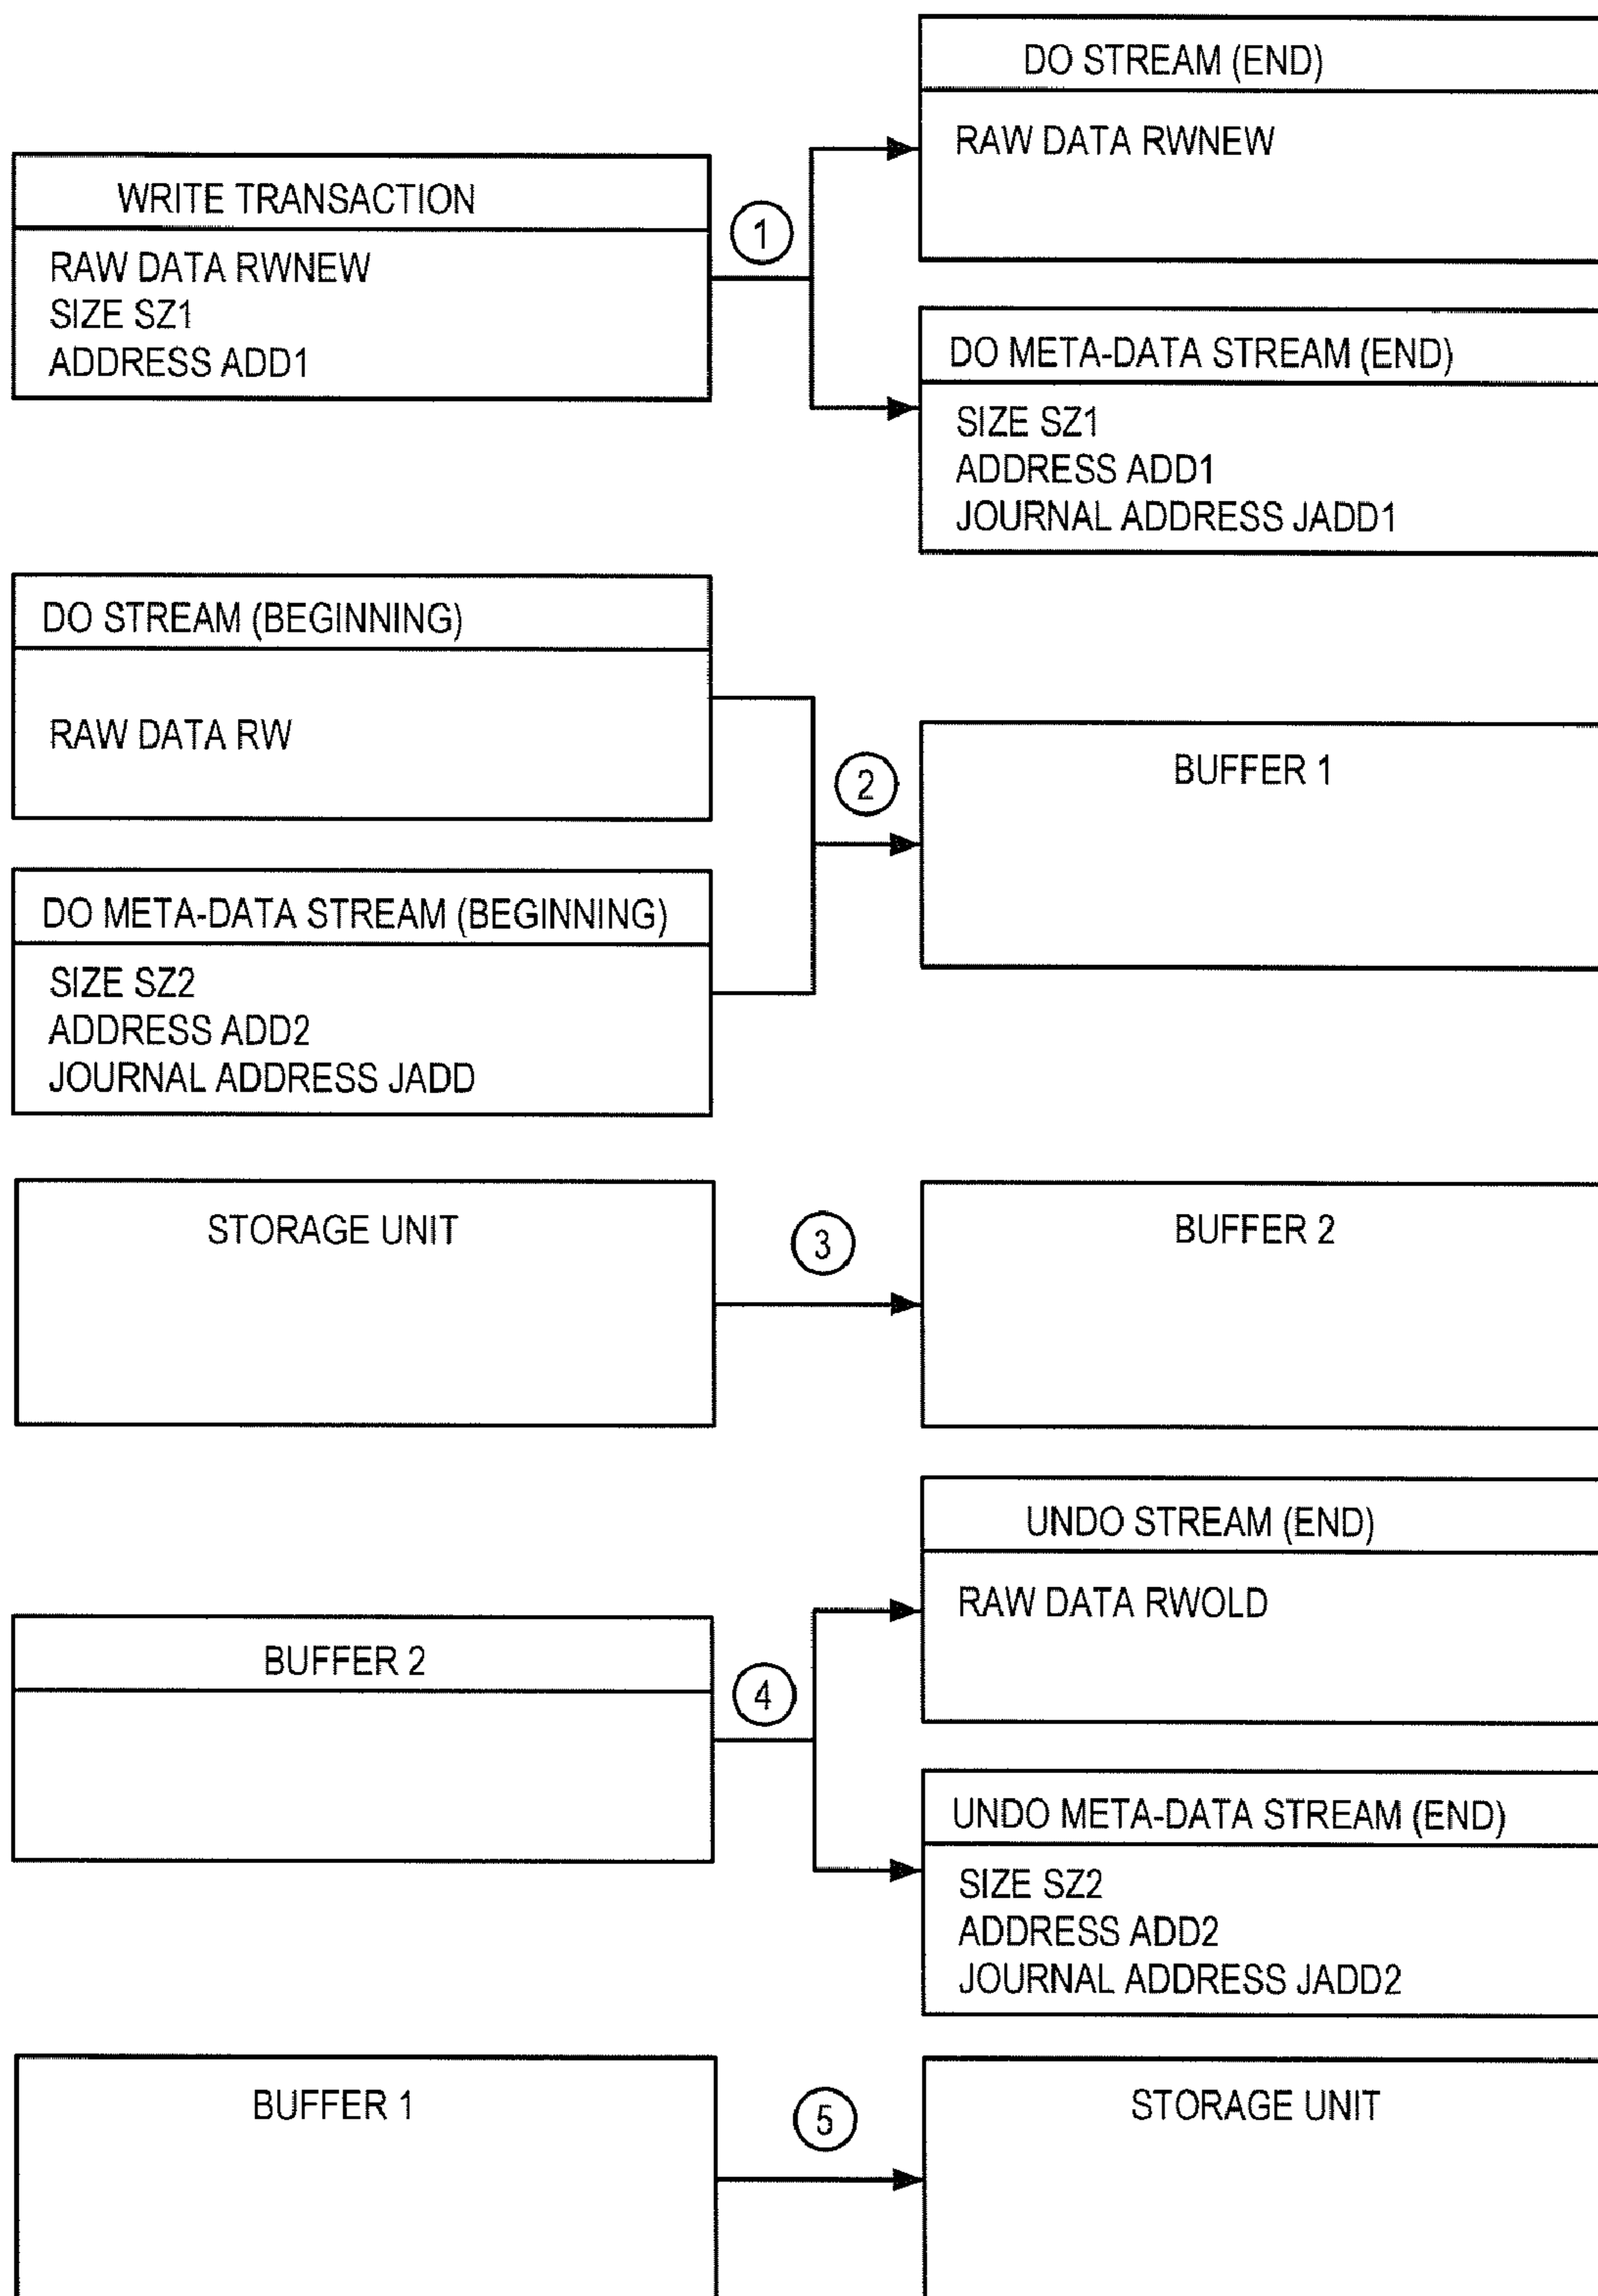 DO STREAM (END)
RAW DATA RWNEW
WRITE TRANSACTION
RAW DATA RWNEW
SIZE SZ1
ADDRESS ADD1
1
DO META-DATA STREAM (END)
SIZE SZ1
ADDRESS ADD1
JOURNAL ADDRESS JADD1
DO STREAM (BEGINNING)
RAW DATA RW
2
BUFFER 1
DO META-DATA STREAM (BEGINNING)
SIZE SZ2
ADDRESS ADD2
JOURNAL ADDRESS JADD
STORAGE UNIT
3
BUFFER 2
UNDO STREAM (END)
RAW DATA RWOLD
BUFFER 2
4
UNDO META-DATA STREAM (END)
SIZE SZ2
ADDRESS ADD2
JOURNAL ADDRESS JADD2
BUFFER 1
5
STORAGE UNIT